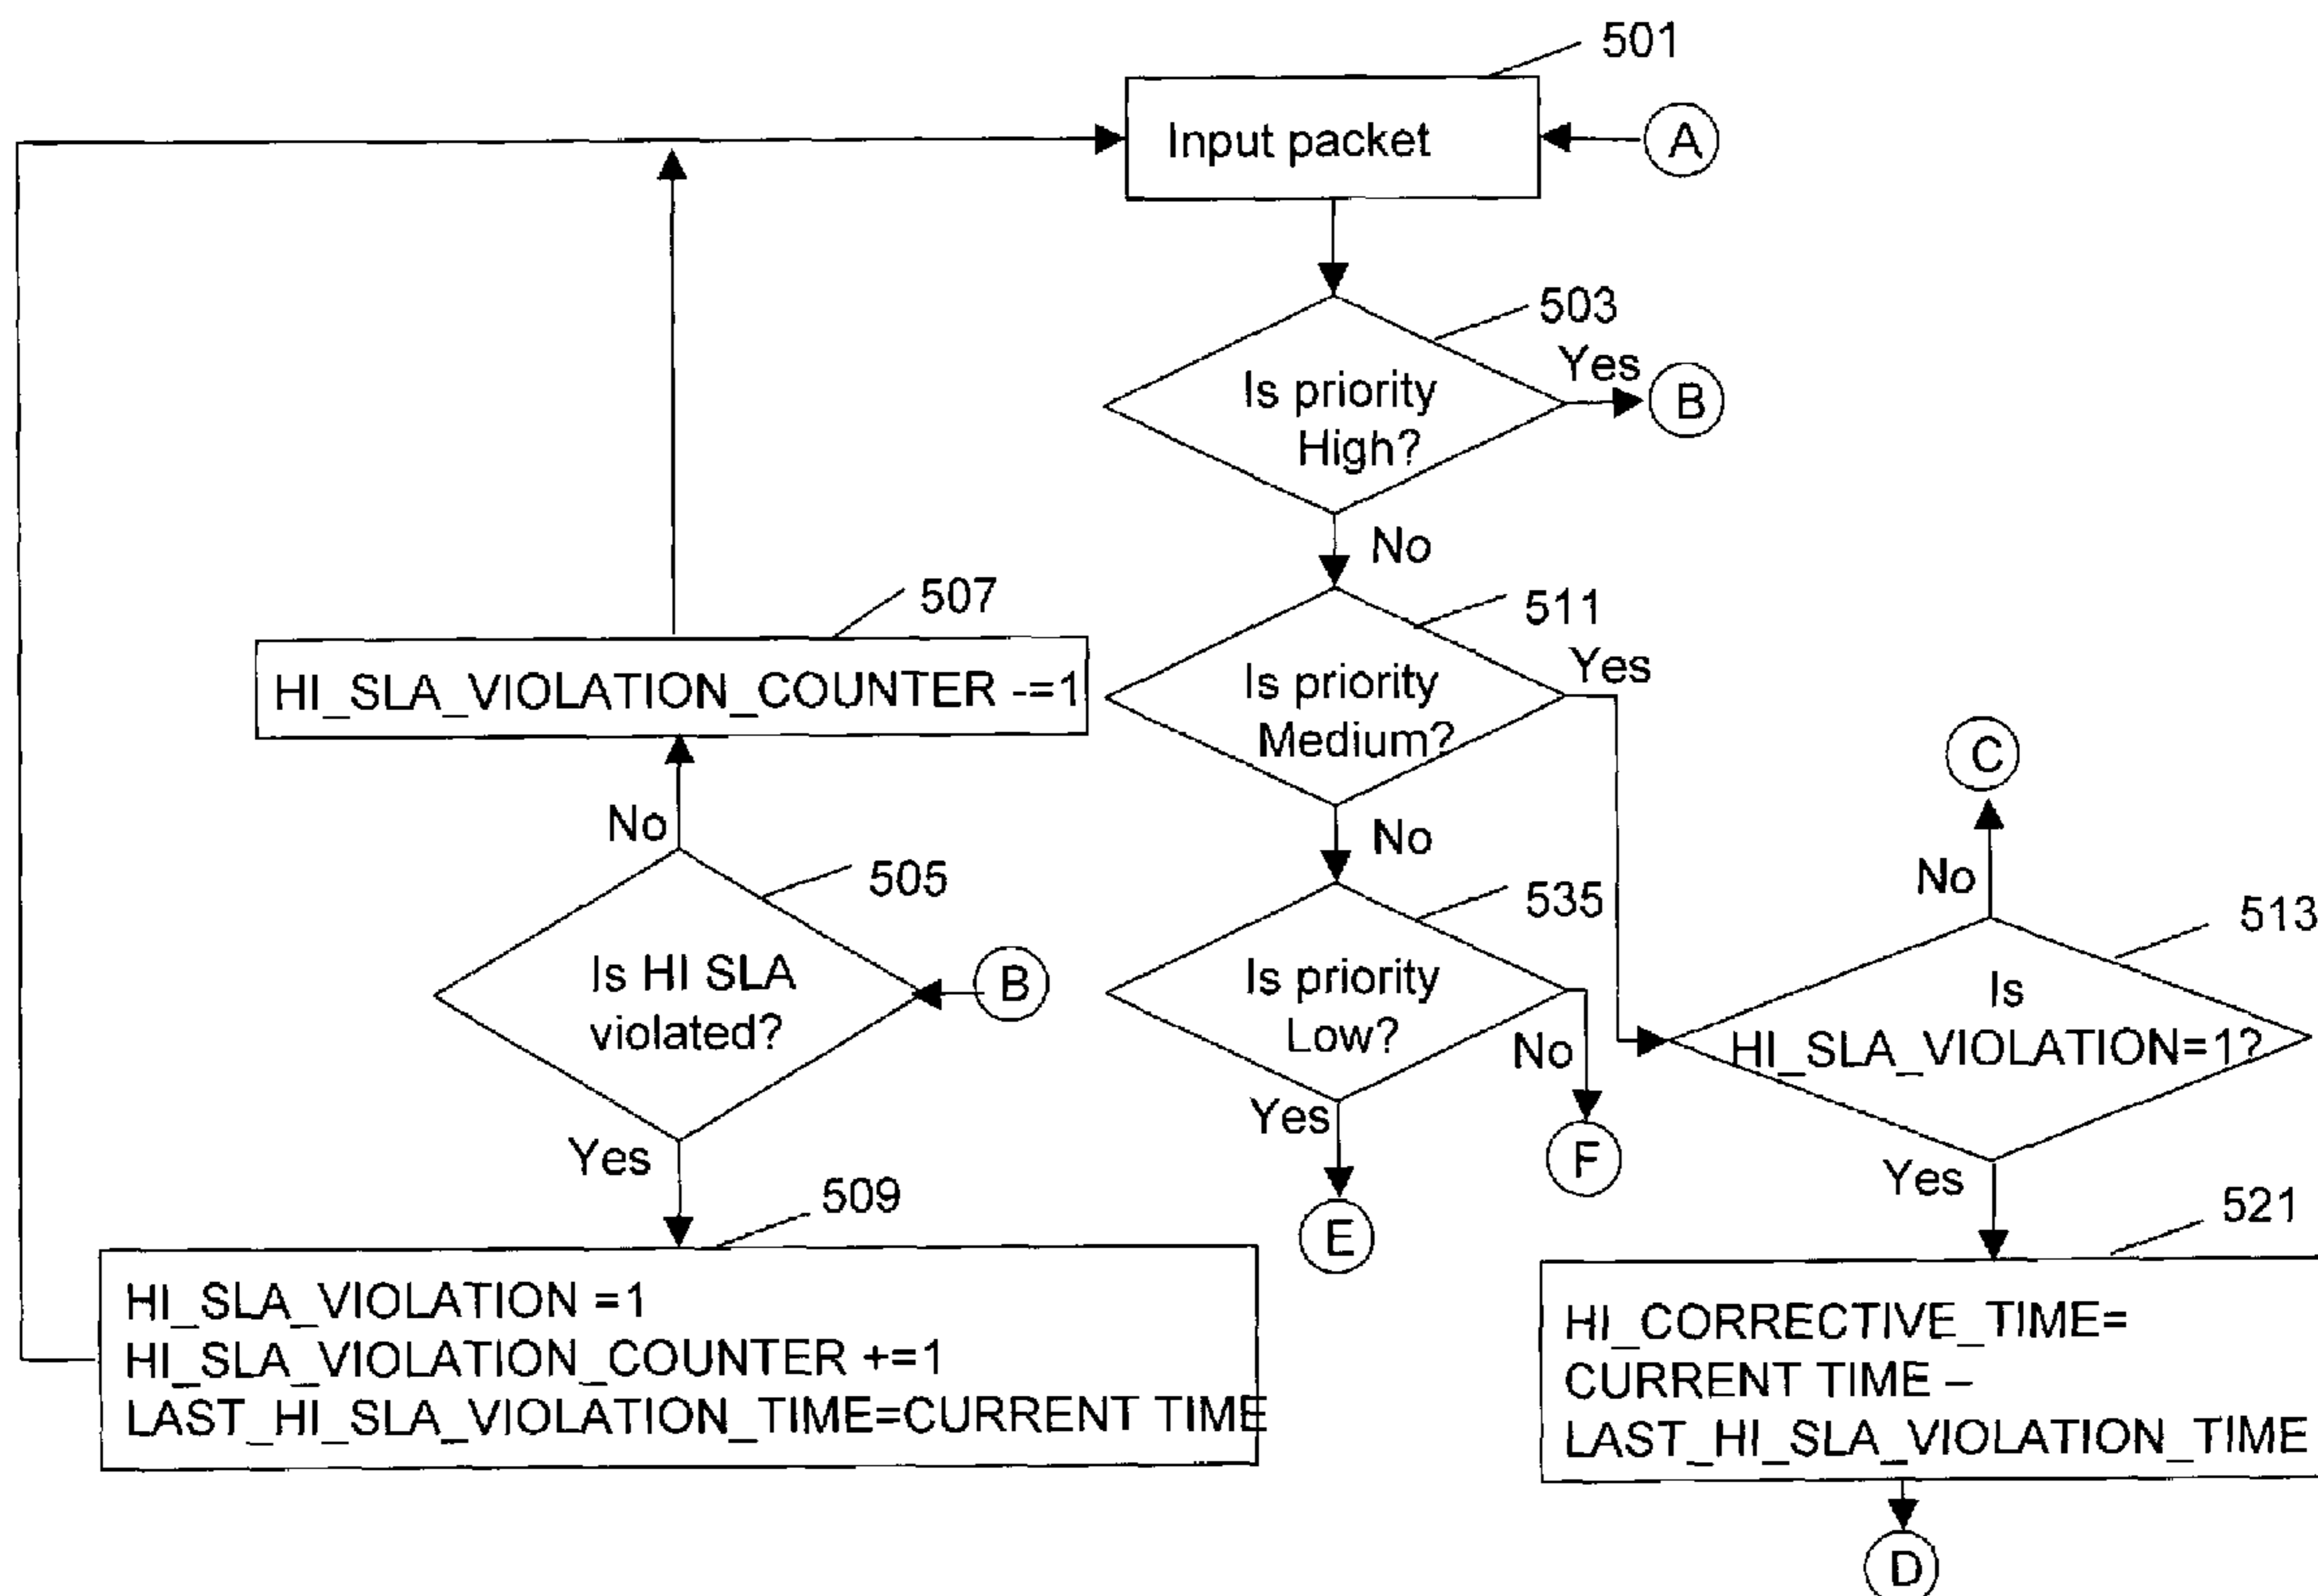 501
Input packet
A
503
Yes
B
Is priority
High?
No
507
511
Yes
HI_SLA_VIOLATION_COUNTER -=1
Is priority
Medium?
C
No
No
505
535
No
513
Is HI SLA
violated?
B
Is priority
Low?
No
Is
HI_SLA_VIOLATION=1?
Yes
Yes
F
Yes
509
E
521
HI_SLA_VIOLATION =1
HI_SLA_VIOLATION_COUNTER +=1
LAST_HI_SLA_VIOLATION_TIME=CURRENT TIME
HI_CORRECTIVE_TIME=
CURRENT TIME –
LAST_HI_SLA_VIOLATION_TIME
D